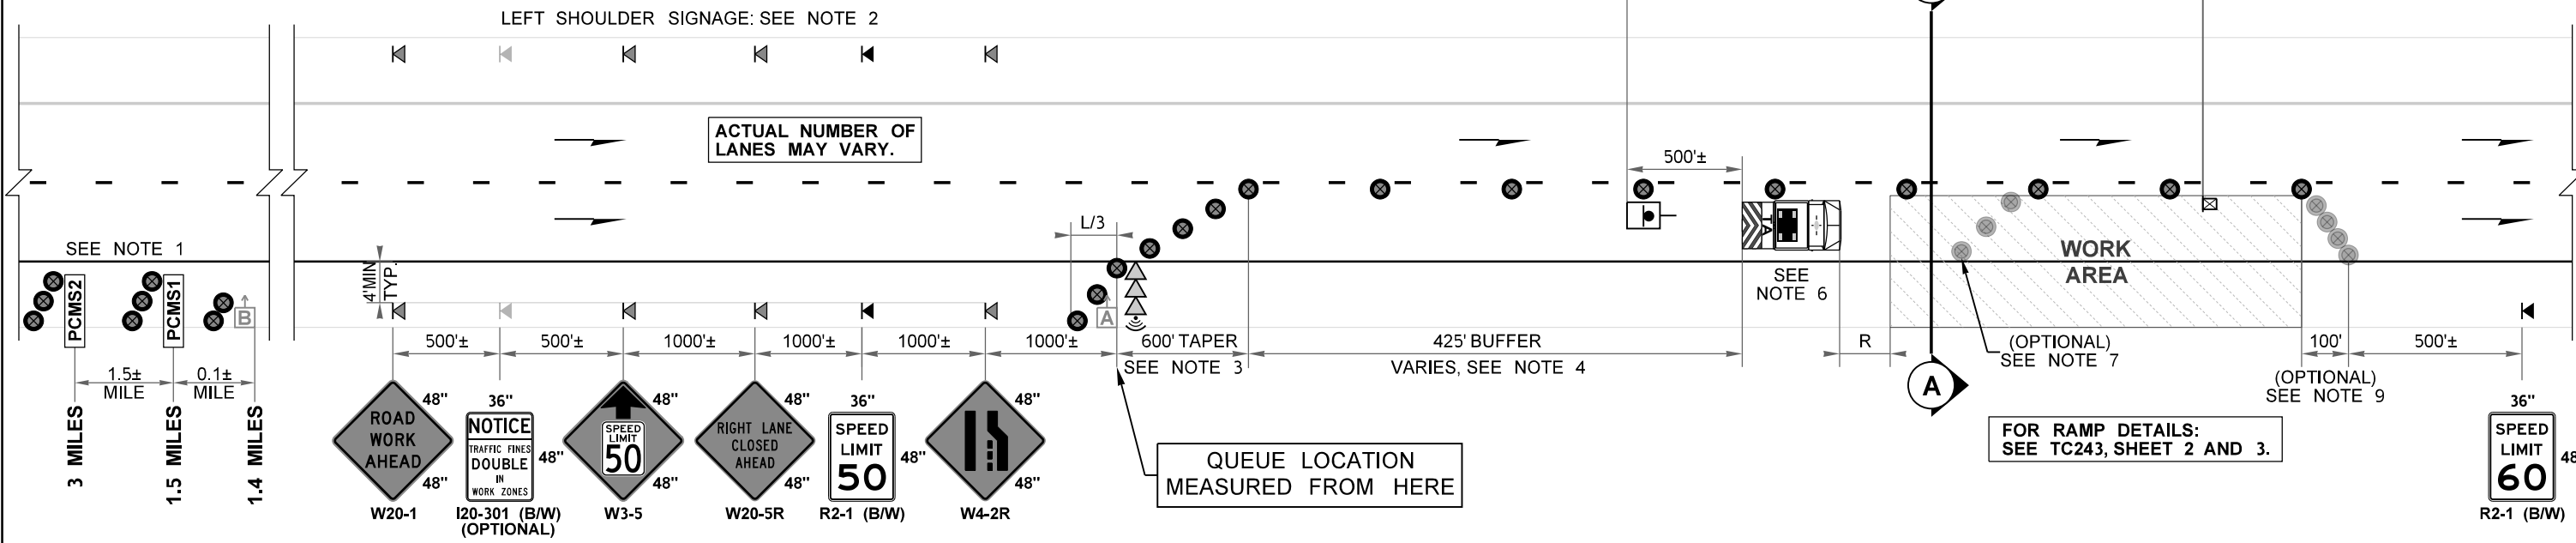 LEFT SHOULDER SIGNAGE: SEE NOTE 2
ACTUAL NUMBER OF
LANES MAY VARY.
500'±
SEE NOTE 1
PCMS2
PCMS1
B
4'MIN
TYP.
L/3
A
TA
SEE
NOTE 6
WORK
AREA
1.5±
MILE
0.1±
MILE
3 MILES
1.5 MILES
1.4 MILES
500'±
500'±
1000'±
1000'±
1000'±
1000'±
600' TAPER
SEE NOTE 3
425' BUFFER
VARIES, SEE NOTE 4
R
(OPTIONAL)
SEE NOTE 7
100'
500'±
(OPTIONAL)
SEE NOTE 9
A
ROAD
WORK
AHEAD
48"
48"
W20-1
36"
NOTICE
TRAFFIC FINES
DOUBLE
IN
WORK ZONES
48"
I20-301 (B/W)
(OPTIONAL)
SPEED
LIMIT
50
48"
48"
W3-5
RIGHT LANE
CLOSED
AHEAD
48"
48"
W20-5R
36"
SPEED
LIMIT
50
48"
R2-1 (B/W)
48"
48"
W4-2R
QUEUE LOCATION
MEASURED FROM HERE
FOR RAMP DETAILS:
SEE TC243, SHEET 2 AND 3.
36"
SPEED
LIMIT
60
48
R2-1 (B/W)